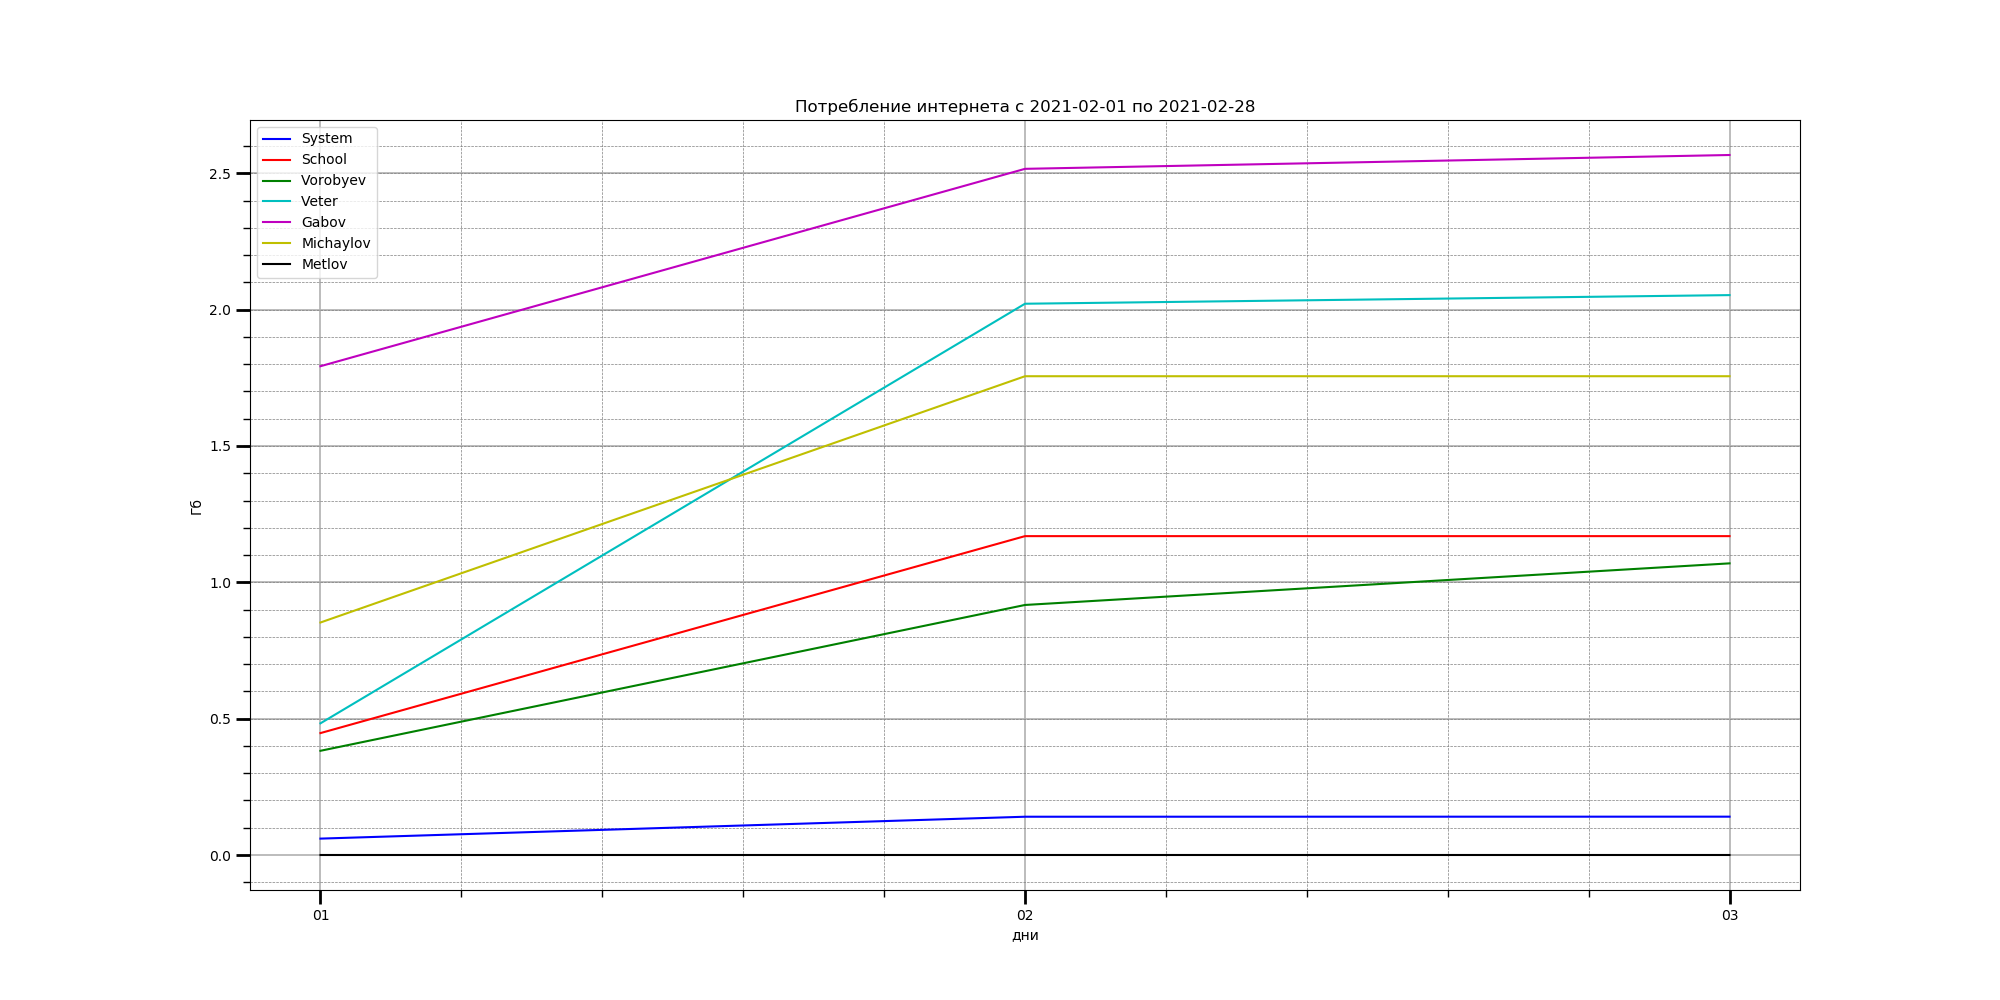 Потребление интернета с 2021-02-01 по 2021-02-28
System
School
Vorobyev
Veter
Gabov
Michaylov
Metlov
2.5
2.0
1.5
1.0
0.5
0.0
Гб
01 02 03
дни